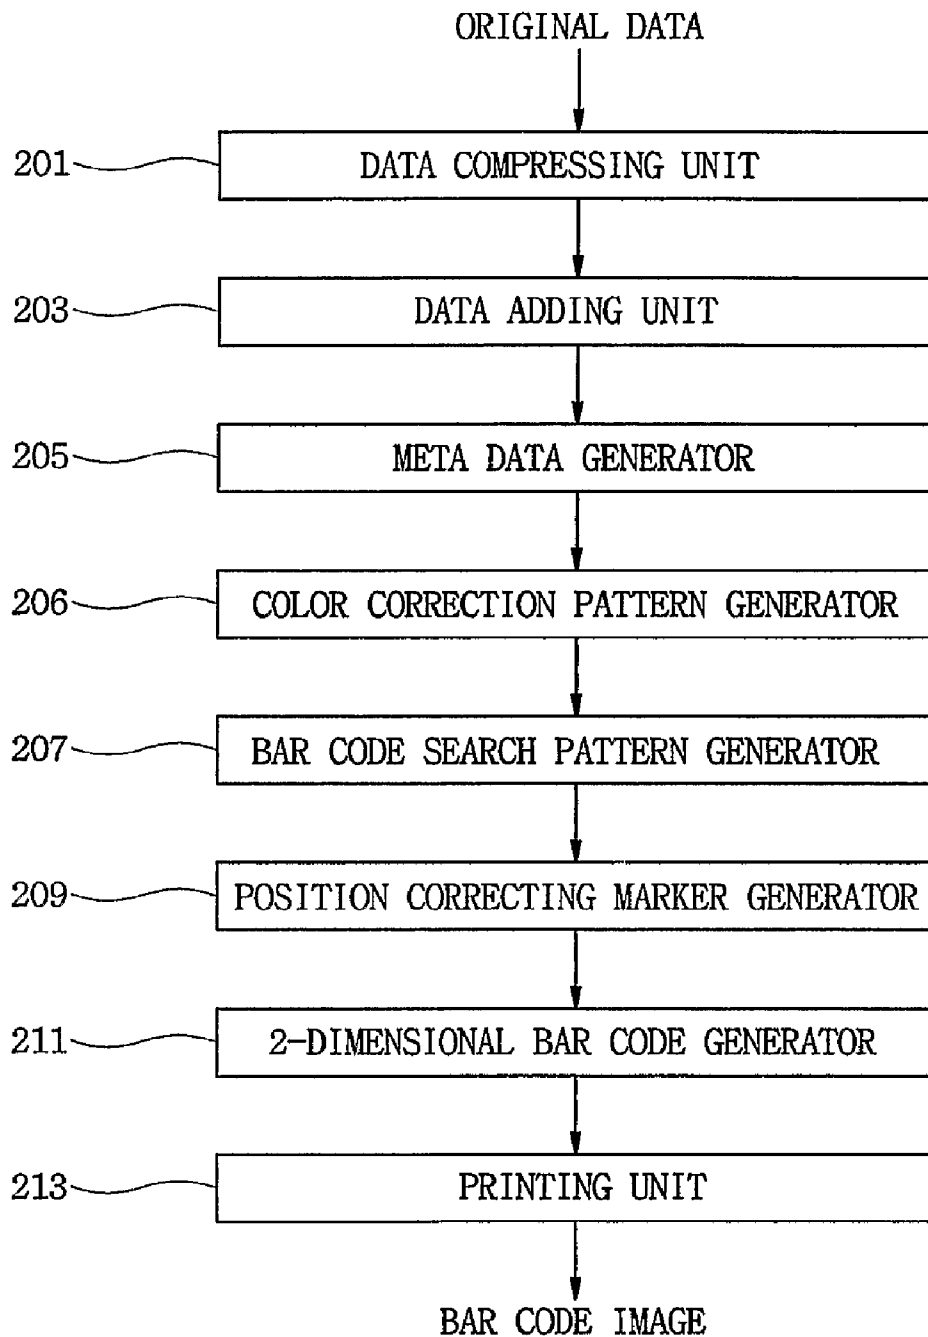 ORIGINAL DATA
201 DATA COMPRESSING UNIT
203 DATA ADDING UNIT
205 META DATA GENERATOR
206 COLOR CORRECTION PATTERN GENERATOR
207 BAR CODE SEARCH PATTERN GENERATOR
209 POSITION CORRECTING MARKER GENERATOR
211 2-DIMENSIONAL BAR CODE GENERATOR
213 PRINTING UNIT
BAR CODE IMAGE